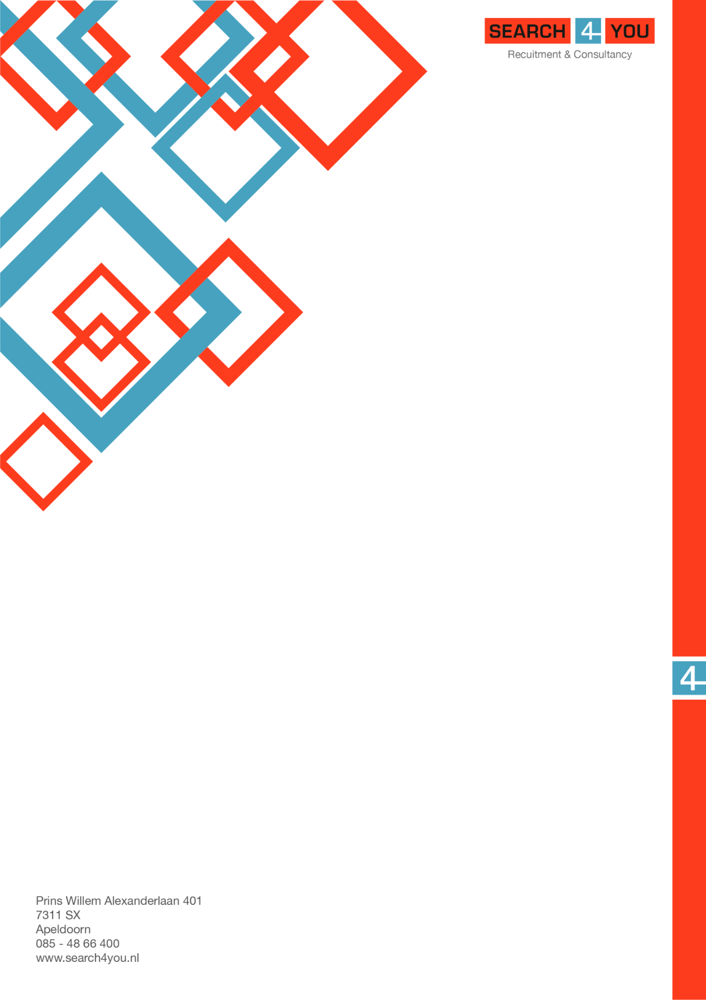 SEARCH 4 YOU
Recuitment & Consultancy
4
Prins Willem Alexanderlaan 401
7311 SX
Apeldoorn
085 - 48 66 400
www.search4you.nl